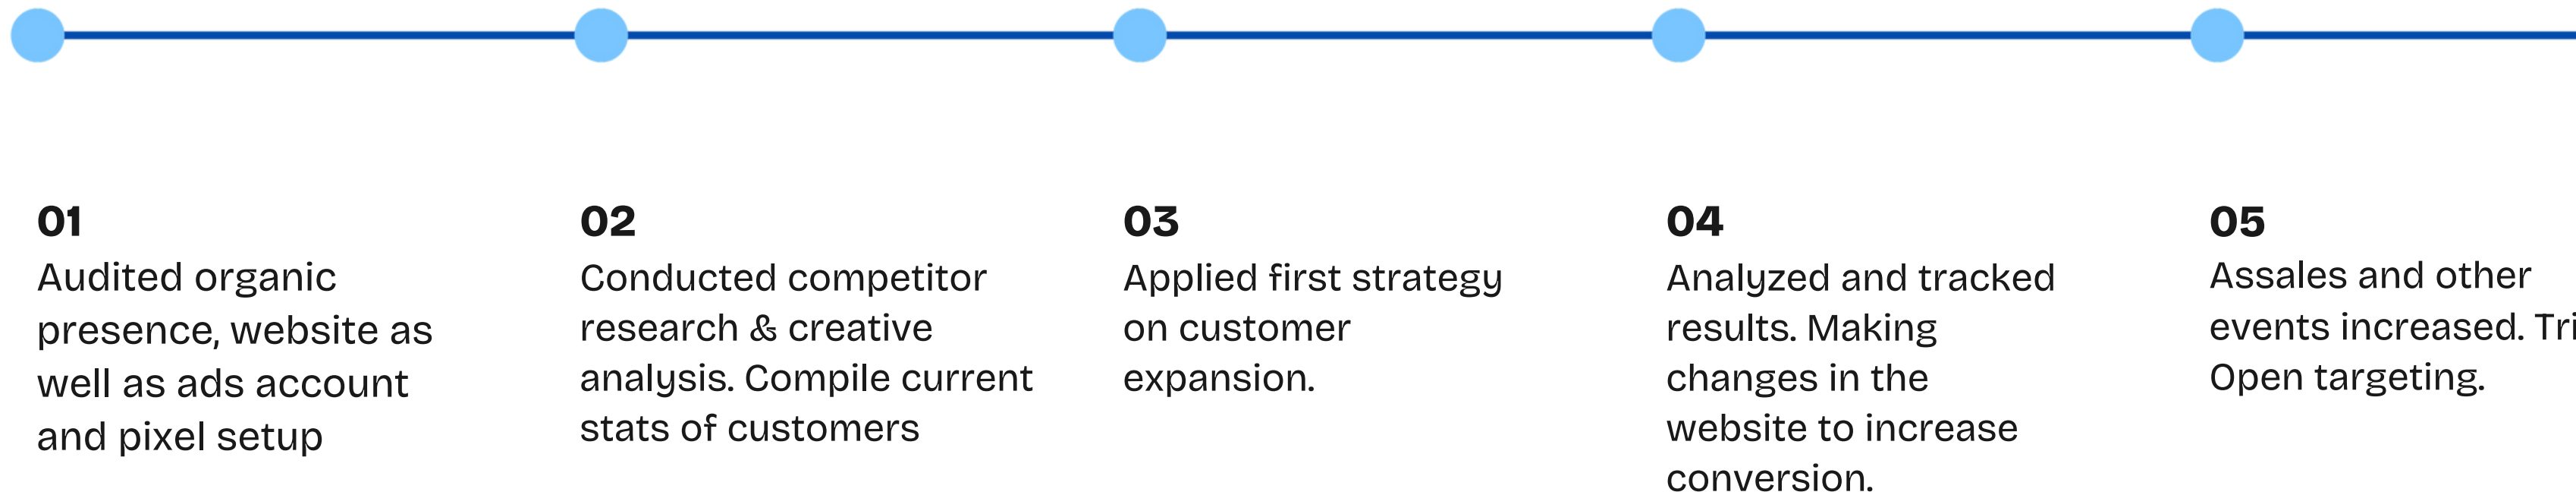 01
Audited organic
presence, website as
well as ads account
and pixel setup
02
Conducted competitor
research & creative
analysis. Compile current
stats of customers
03
Applied first strategy
on customer
expansion.
04
Analyzed and tracked
results. Making
changes in the
website to increase
conversion.
05
Assales and other
events increased.
Open targeting.